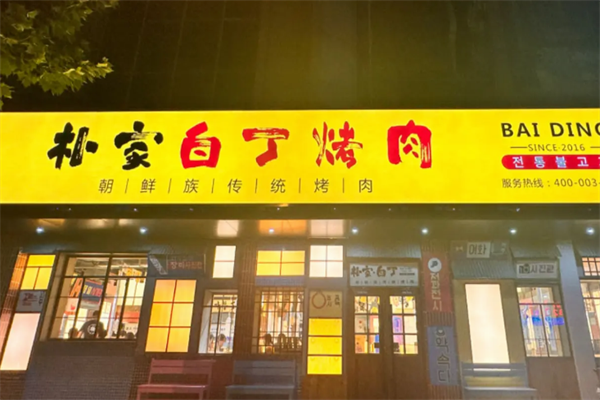 朴家白丁烤肉
朝鲜族传统烤肉
BAI DING
SINCE·2016
전통불고
服务热线：400-003-
朴家·白丁